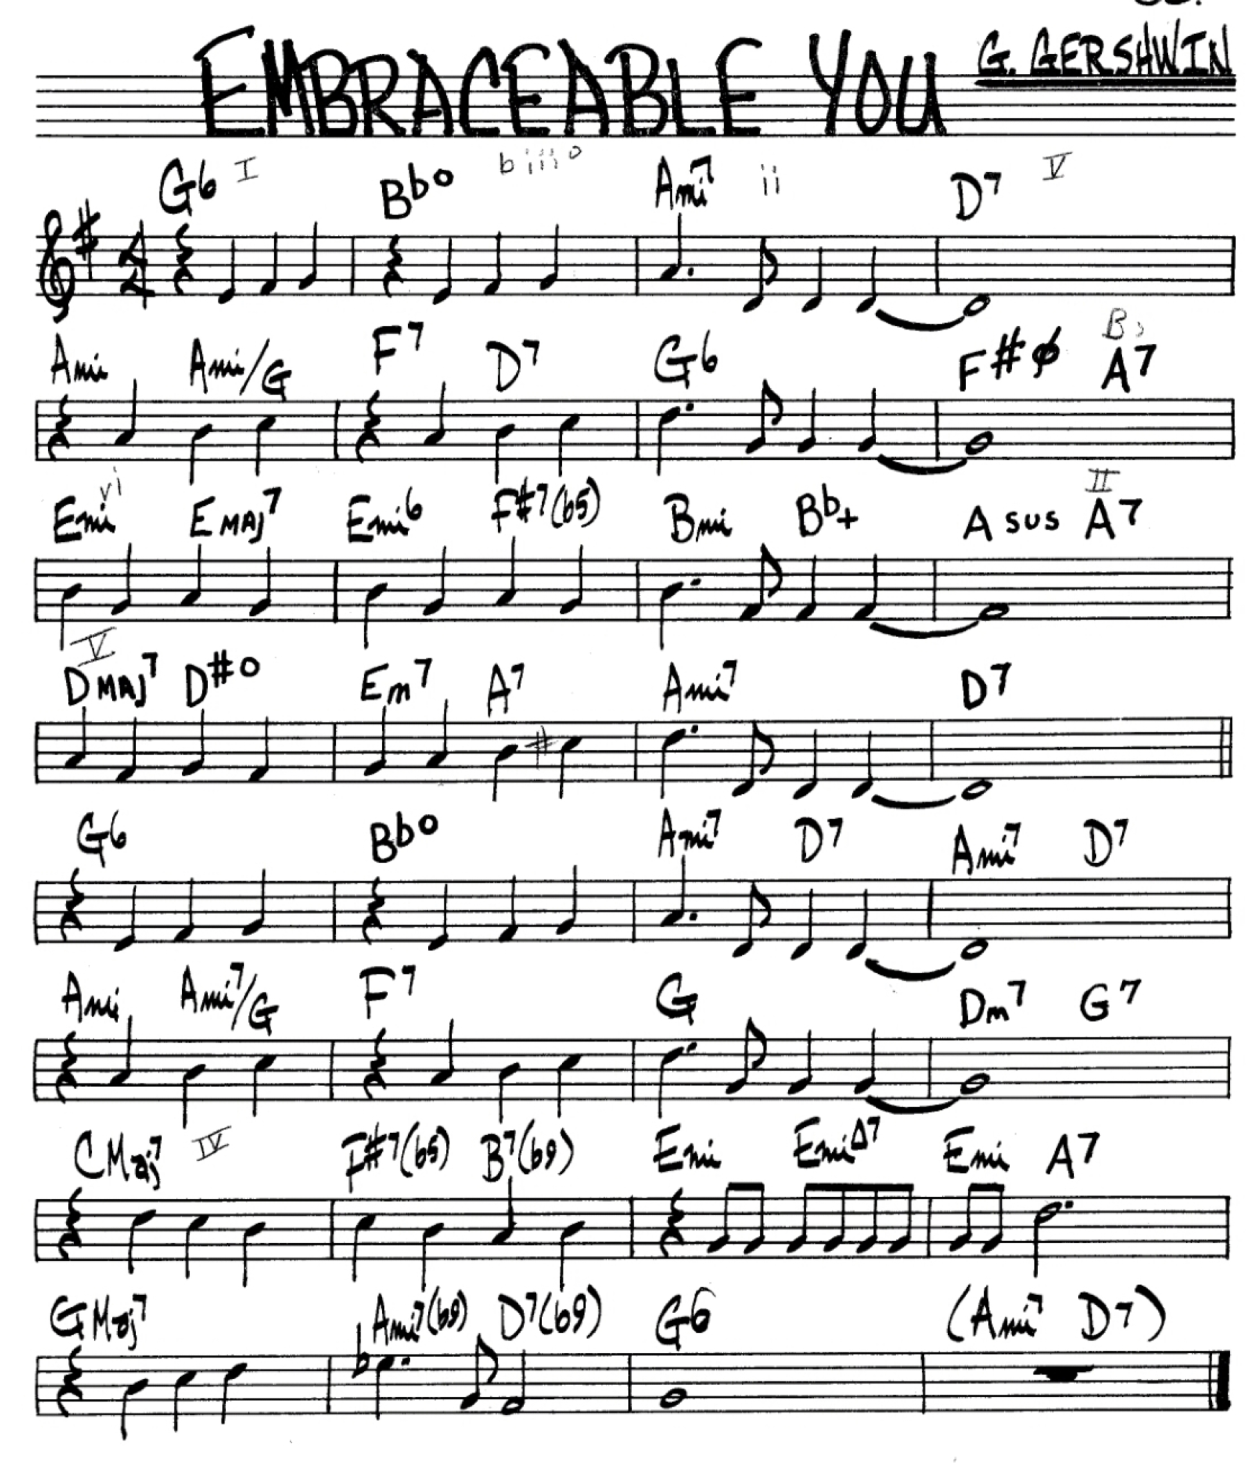 EMBRACEABLE YOU G. GERSHWIN
G6 I Bbo biiio Ami7 ii D7 V
4
4
Ami Ami/G F7 D7 G6 F#ø A7
Emi vi EMAJ7 Emi6 F#7(b5) Bmi Bb+ A SUS A7 II
V
DMAJ7 D#o Em7 A7 Ami7 D7
G6 Bbo Ami7 D7 Ami7 D7
Ami Ami7/G F7 G Dm7 G7
CMaj7 IV F#7(b5) B7(b9) Emi EmiΔ7 Emi A7
GMaj7 Ami7(b9) D7(b9) G6 (Ami7 D7)